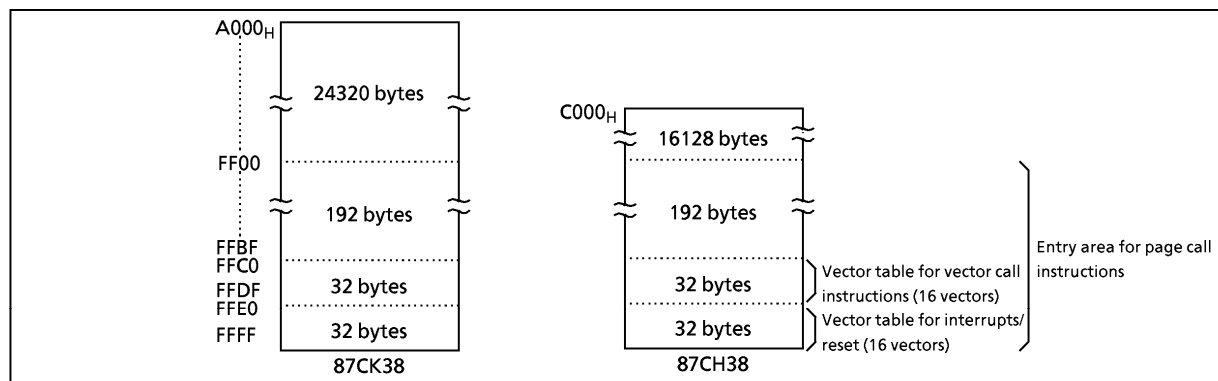 A000H
24320 bytes
C000H
16128 bytes
FF00
192 bytes
192 bytes
FFBF
FFC0
Entry area for page call
instructions
32 bytes
32 bytes
Vector table for vector call
instructions (16 vectors)
FFDF
FFE0
32 bytes
32 bytes
Vector table for interrupts/
reset (16 vectors)
FFFF
87CK38
87CH38